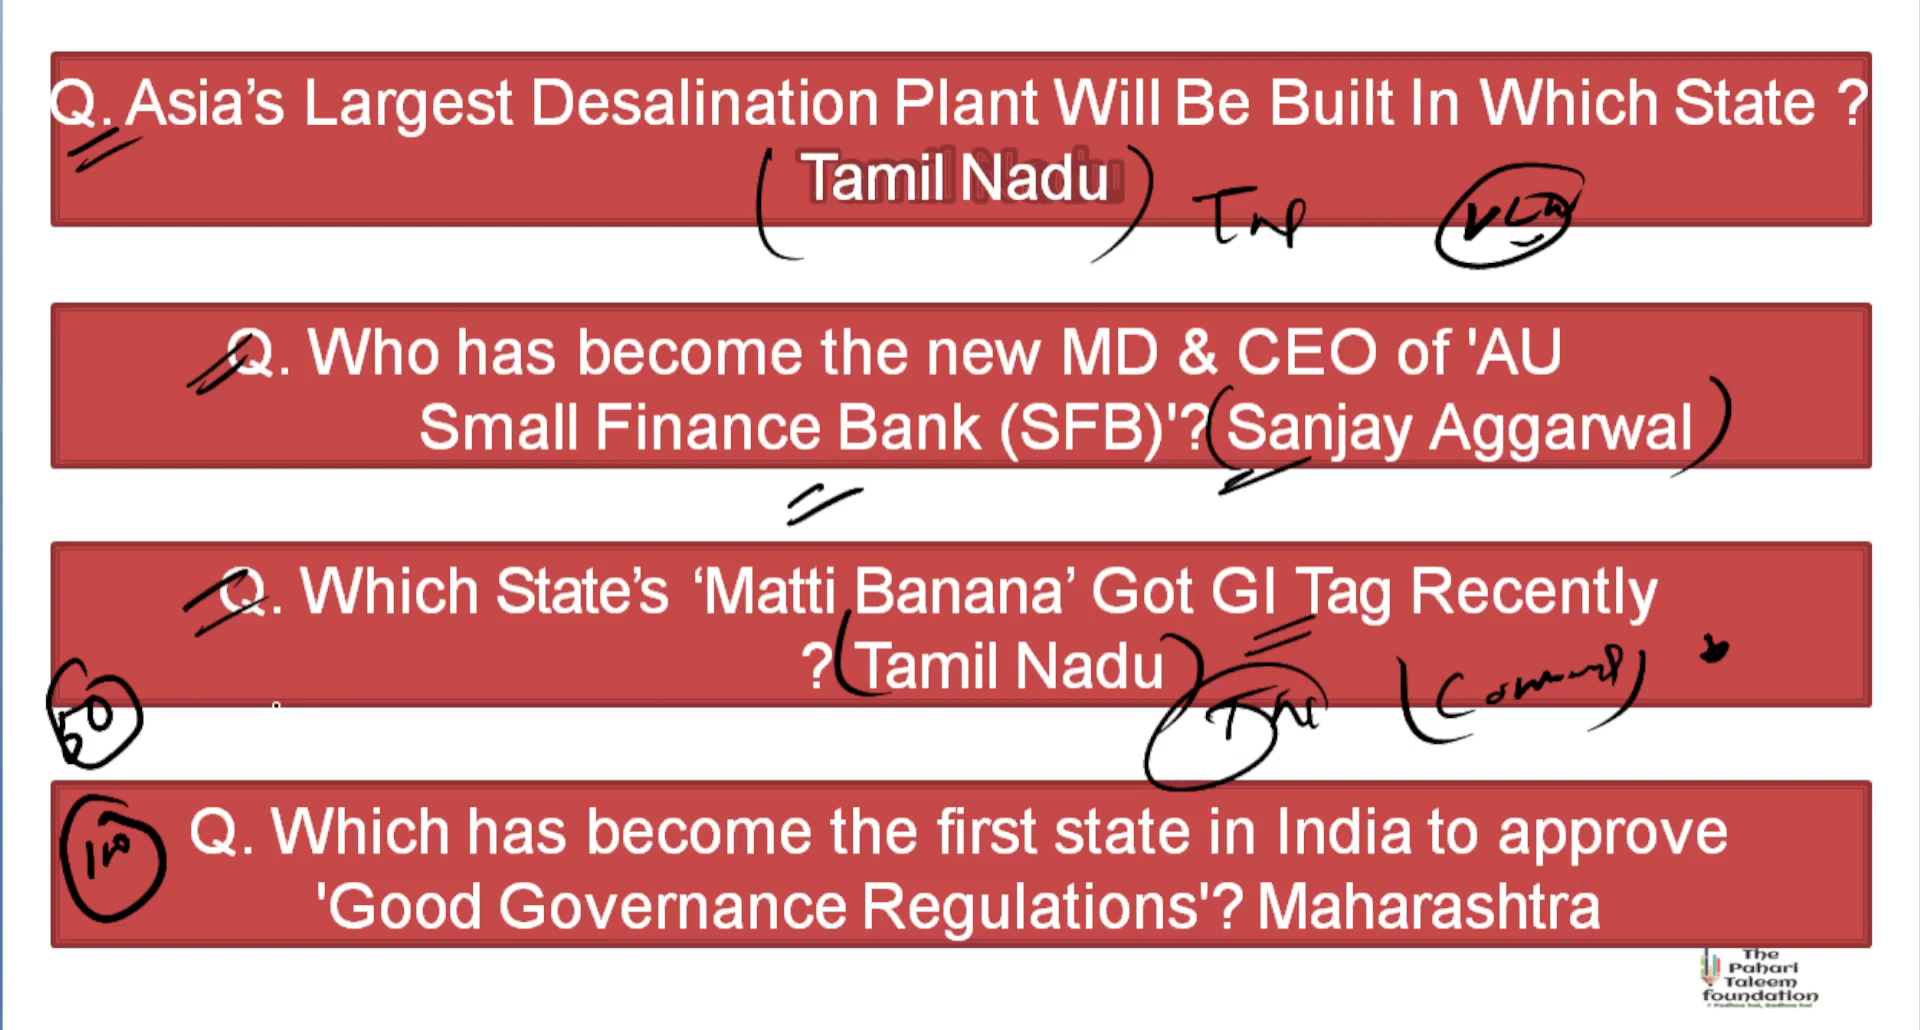 Q. Asia’s Largest Desalination Plant Will Be Built In Which State ?
Tamil Nadu
Imp
Q. Who has become the new MD & CEO of 'AU
Small Finance Bank (SFB)'? Sanjay Aggarwal
Q. Which State’s ‘Matti Banana’ Got GI Tag Recently
? Tamil Nadu
50
Q. Which has become the first state in India to approve
'Good Governance Regulations'? Maharashtra
100
The
Pahari
Taleem
foundation